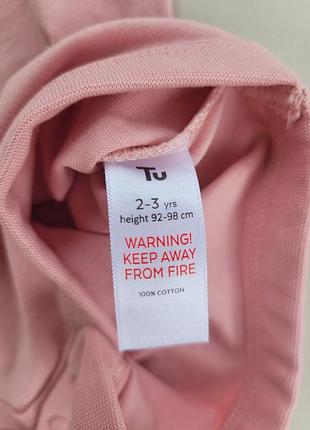 Tu
2-3 yrs
height 92-98 cm
WARNING!
KEEP AWAY
FROM FIRE
100% COTTON